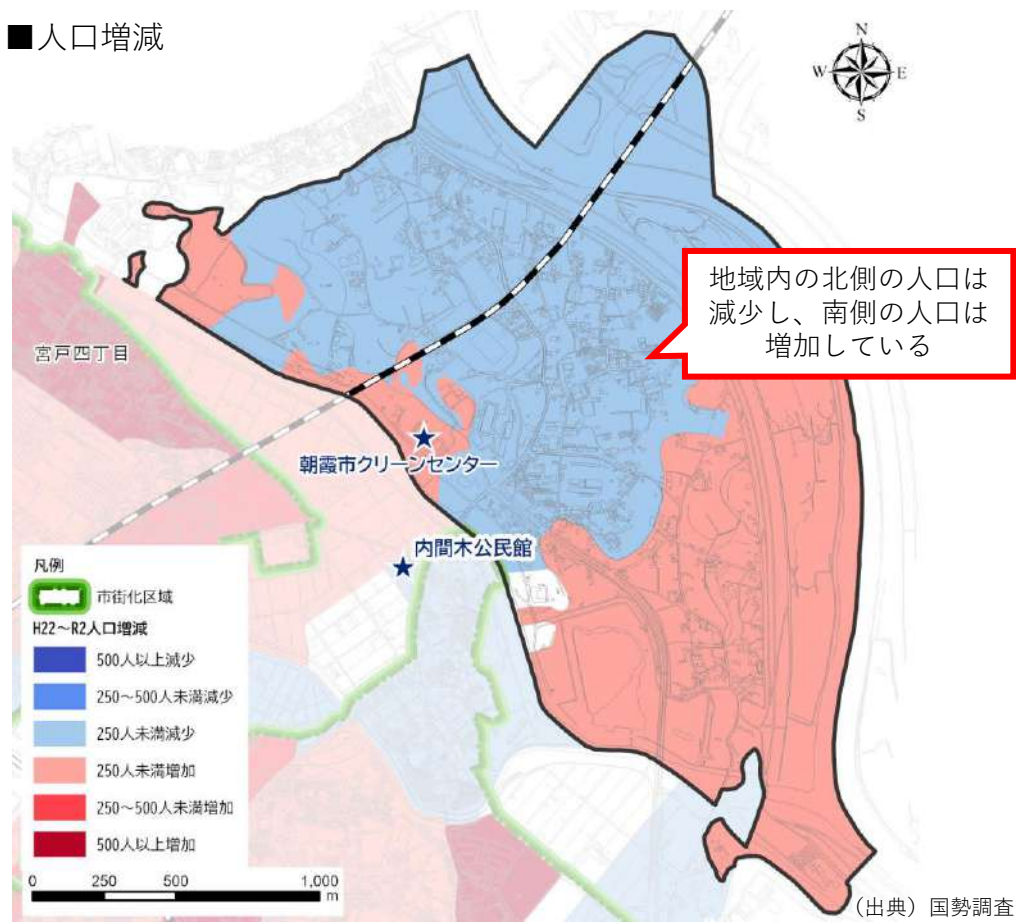 ■人口増減
N
W
E
S
地域内の北側の人口は
減少し、南側の人口は
増加している
宮戸四丁目
朝霞市クリーンセンター
内間木公民館
凡例
市街化区域
H22～R2人口増減
500人以上減少
250～500人未満減少
250人未満減少
250人未満増加
250～500人未満増加
500人以上増加
0 250 500 1,000
m
（出典）国勢調査